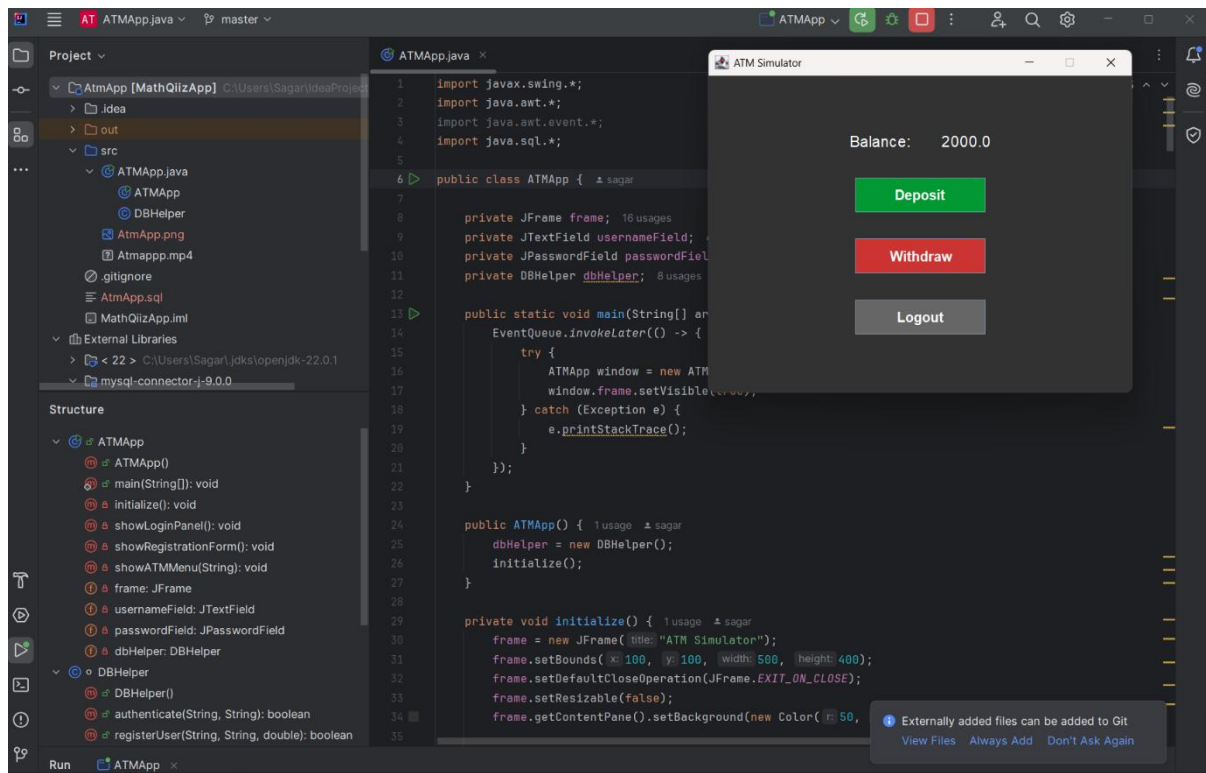 AT ATMApp.java master ATMApp
Project
AtmApp [MathQiizApp] C:\Users\Sagar\IdeaProject
.idea
out
src
ATMApp.java
ATMApp
DBHelper
AtmApp.png
Atmappp.mp4
.gitignore
AtmApp.sql
MathQiizApp.iml
External Libraries
< 22 > C:\Users\Sagar\.jdks\openjdk-22.0.1
mysql-connector-j-9.0.0
Structure
ATMApp
ATMApp()
main(String[]): void
initialize(): void
showLoginPanel(): void
showRegistrationForm(): void
showATMMenu(String): void
frame: JFrame
usernameField: JTextField
passwordField: JPasswordField
dbHelper: DBHelper
DBHelper
DBHelper()
authenticate(String, String): boolean
registerUser(String, String, double): boolean
ATMApp.java
1 import javax.swing.*;
2 import java.awt.*;
3 import java.awt.event.*;
4 import java.sql.*;
5
6 public class ATMApp { sagar
7
8 private JFrame frame; 16 usages
9 private JTextField usernameField;
10 private JPasswordField passwordFiel
11 private DBHelper dbHelper; 8 usages
12
13 public static void main(String[] ar
14 EventQueue.invokeLater(() -> {
15 try {
16 ATMApp window = new ATM
17 window.frame.setVisible(true);
18 } catch (Exception e) {
19 e.printStackTrace();
20 }
21 });
22 }
23
24 public ATMApp() { 1 usage sagar
25 dbHelper = new DBHelper();
26 initialize();
27 }
28
29 private void initialize() { 1 usage sagar
30 frame = new JFrame( title: "ATM Simulator");
31 frame.setBounds( x: 100, y: 100, width: 500, height: 400);
32 frame.setDefaultCloseOperation(JFrame.EXIT_ON_CLOSE);
33 frame.setResizable(false);
34 frame.getContentPane().setBackground(new Color( r: 50,
35
ATM Simulator
Balance: 2000.0
Deposit
Withdraw
Logout
Externally added files can be added to Git
View Files Always Add Don't Ask Again
Run ATMApp